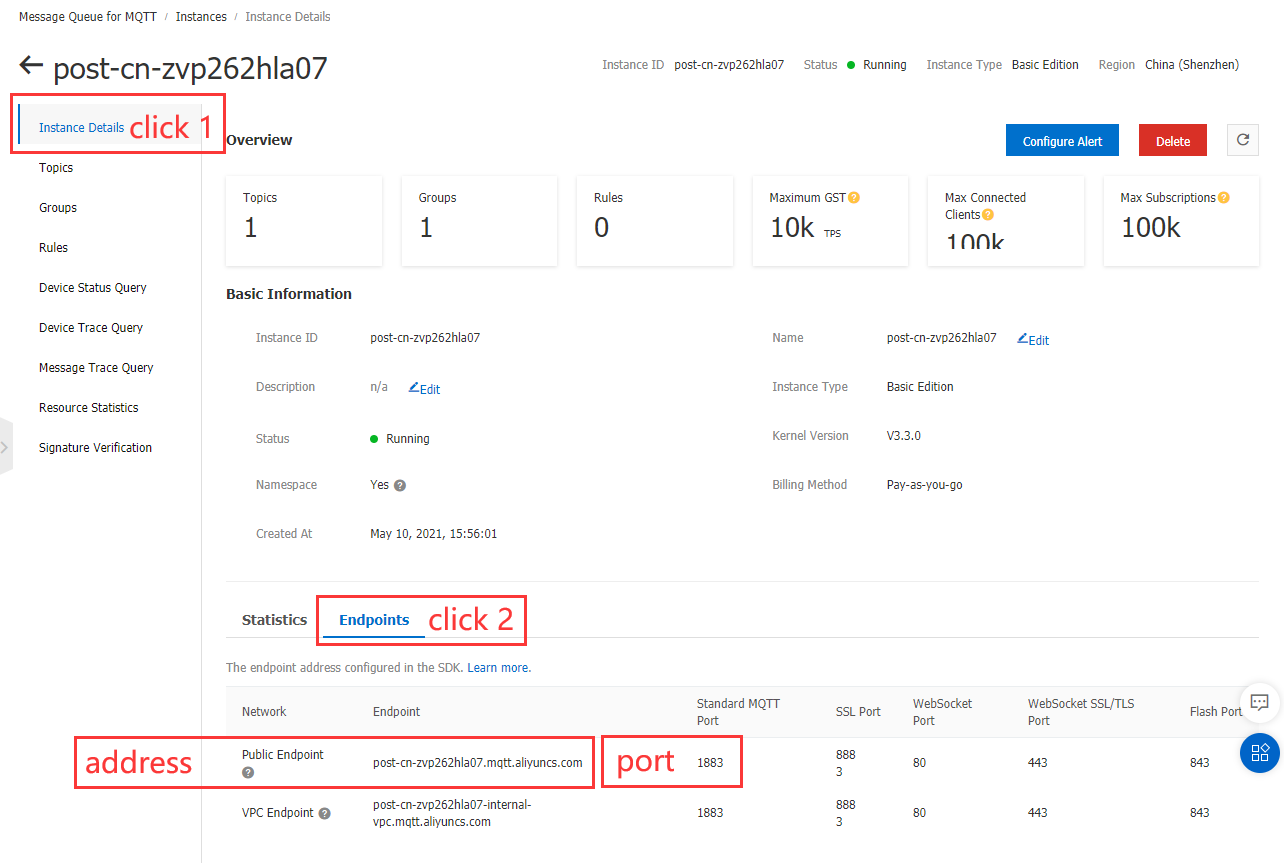 Message Queue for MQTT / Instances / Instance Details
post-cn-zvp262hla07
Instance ID post-cn-zvp262hla07 Status Running Instance Type Basic Edition Region China (Shenzhen)
Instance Details click 1
Topics
Groups
Rules
Device Status Query
Device Trace Query
Message Trace Query
Resource Statistics
Signature Verification
Overview
Configure Alert
Delete
Topics
1
Groups
1
Rules
0
Maximum GST
10k TPS
Max Connected
Clients
100k
Max Subscriptions
100k
Basic Information
Instance ID post-cn-zvp262hla07
Name post-cn-zvp262hla07 Edit
Description n/a Edit
Instance Type Basic Edition
Status Running
Kernel Version V3.3.0
Namespace Yes
Billing Method Pay-as-you-go
Created At May 10, 2021, 15:56:01
Statistics Endpoints click 2
The endpoint address configured in the SDK. Learn more.
Network Endpoint Standard MQTT Port SSL Port WebSocket Port WebSocket SSL/TLS Port Flash Port
address Public Endpoint post-cn-zvp262hla07.mqtt.aliyuncs.com port 1883 8883 80 443 843
VPC Endpoint post-cn-zvp262hla07-internal-vpc.mqtt.aliyuncs.com 1883 8883 80 443 843